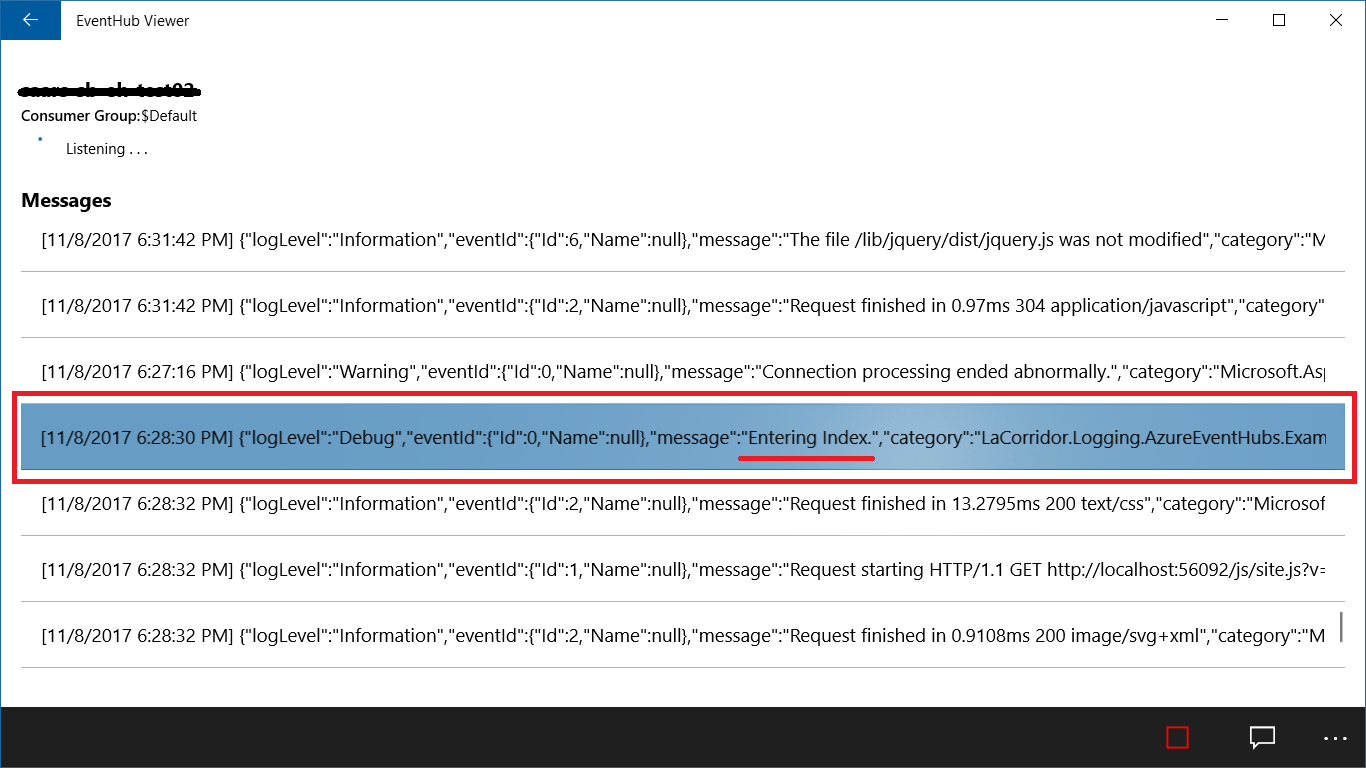 EventHub Viewer
Consumer Group:$Default
Listening . . .
Messages
[11/8/2017 6:31:42 PM] {"logLevel":"Information","eventId":{"Id":6,"Name":null},"message":"The file /lib/jquery/dist/jquery.js was not modified","category":"M
[11/8/2017 6:31:42 PM] {"logLevel":"Information","eventId":{"Id":2,"Name":null},"message":"Request finished in 0.97ms 304 application/javascript","category"
[11/8/2017 6:27:16 PM] {"logLevel":"Warning","eventId":{"Id":0,"Name":null},"message":"Connection processing ended abnormally.","category":"Microsoft.Asp
[11/8/2017 6:28:30 PM] {"logLevel":"Debug","eventId":{"Id":0,"Name":null},"message":"Entering Index.","category":"LaCorridor.Logging.AzureEventHubs.Exam
[11/8/2017 6:28:32 PM] {"logLevel":"Information","eventId":{"Id":2,"Name":null},"message":"Request finished in 13.2795ms 200 text/css","category":"Microsof
[11/8/2017 6:28:32 PM] {"logLevel":"Information","eventId":{"Id":1,"Name":null},"message":"Request starting HTTP/1.1 GET http://localhost:56092/js/site.js?v=
[11/8/2017 6:28:32 PM] {"logLevel":"Information","eventId":{"Id":2,"Name":null},"message":"Request finished in 0.9108ms 200 image/svg+xml","category":"M